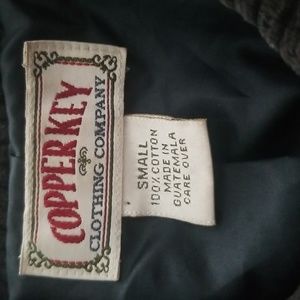 COPPER KEY
CLOTHING COMPANY
SMALL
100% COTTON
MADE IN
GUATEMALA
CARE OVER